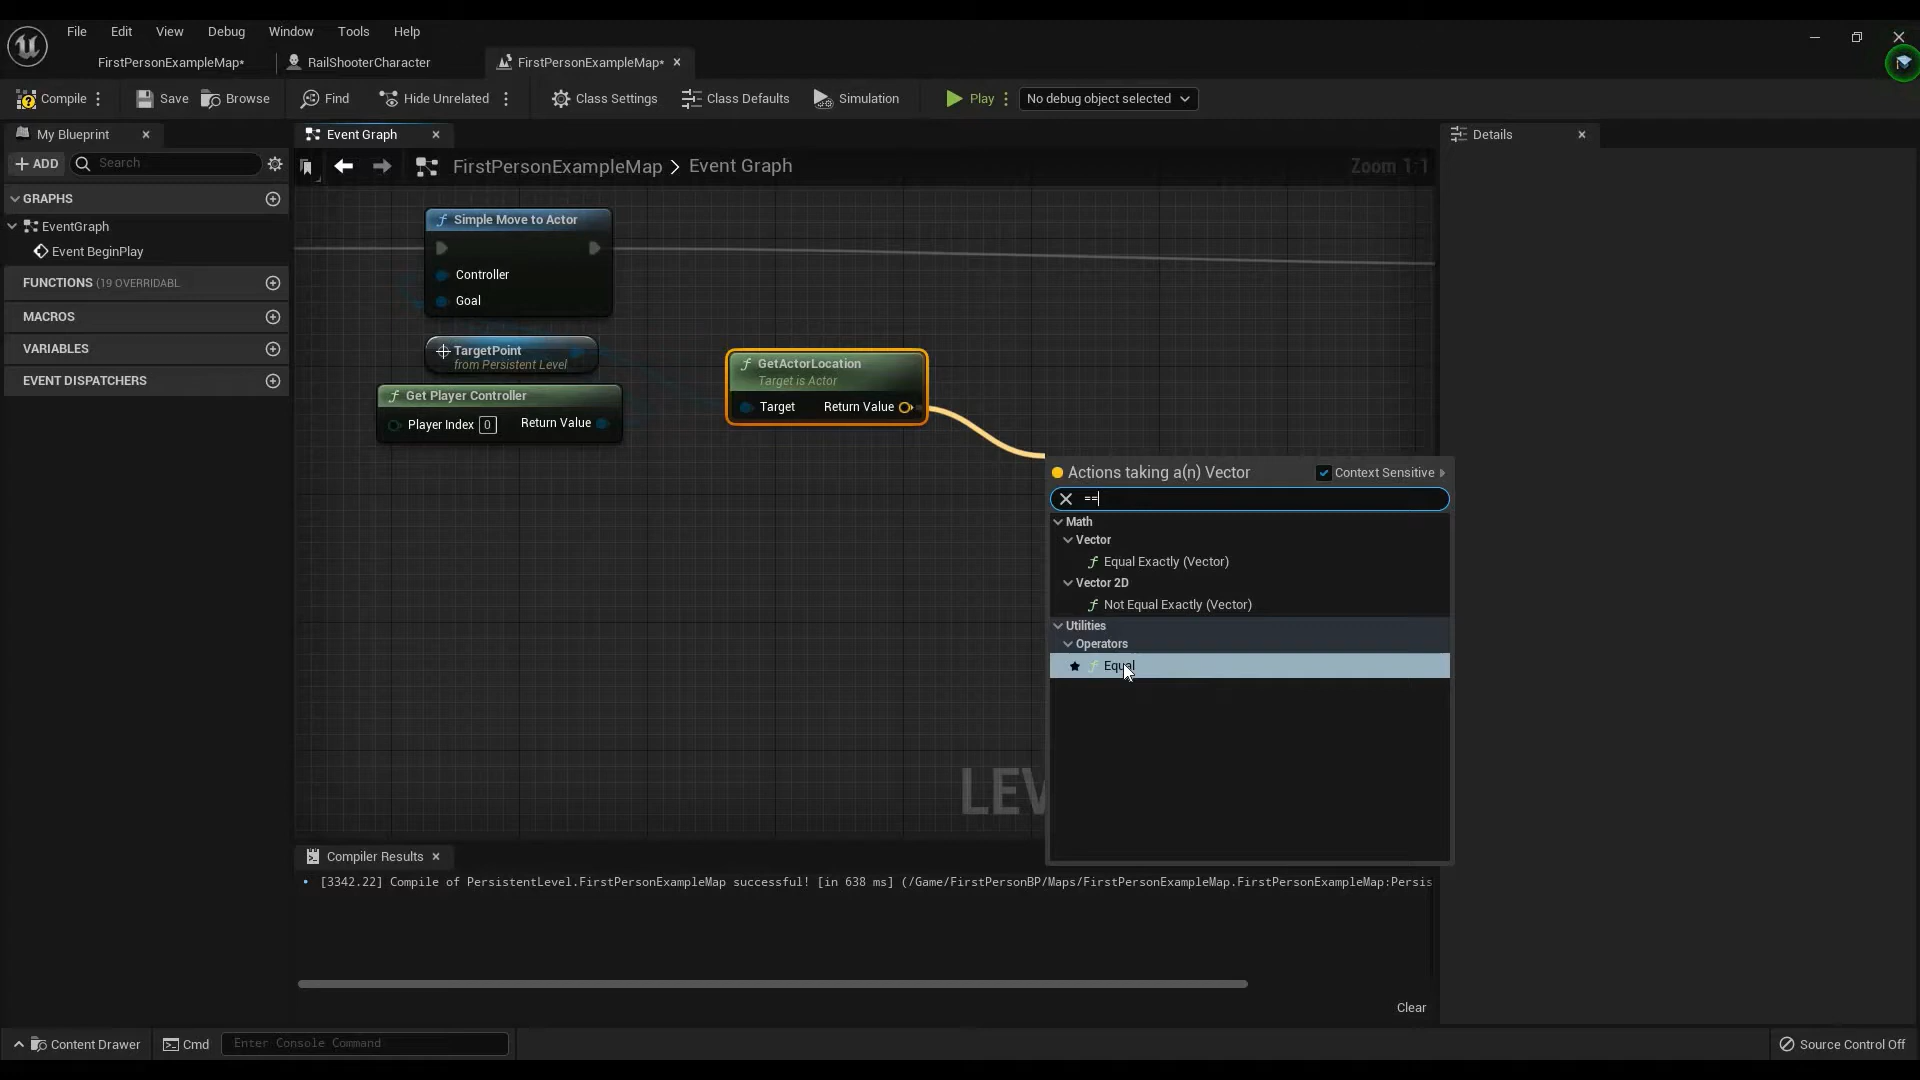 File Edit View Debug Window Tools Help
FirstPersonExampleMap* RailShooterCharacter FirstPersonExampleMap*
Compile Save Browse Find Hide Unrelated Class Settings Class Defaults Simulation Play No debug object selected
My Blueprint Event Graph Details
ADD Search FirstPersonExampleMap > Event Graph Zoom 1:1
GRAPHS
EventGraph
Event BeginPlay
FUNCTIONS (19 OVERRIDABL
MACROS
VARIABLES
EVENT DISPATCHERS
Simple Move to Actor
Controller
Goal
TargetPoint
from Persistent Level
Get Player Controller
Player Index 0 Return Value
GetActorLocation
Target is Actor
Target Return Value
Actions taking a(n) Vector Context Sensitive
==
Math
Vector
Equal Exactly (Vector)
Vector 2D
Not Equal Exactly (Vector)
Utilities
Operators
Equal
LEV
Compiler Results
[3342.22] Compile of PersistentLevel.FirstPersonExampleMap successful! [in 638 ms] (/Game/FirstPersonBP/Maps/FirstPersonExampleMap.FirstPersonExampleMap:Persis
Clear
Content Drawer Cmd Enter Console Command Source Control Off